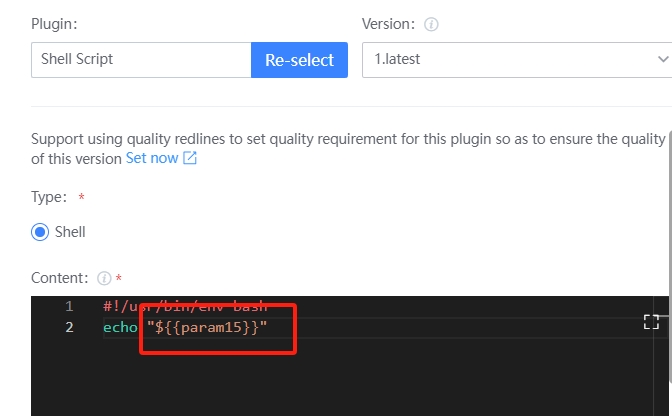 Plugin:
Version:
Shell Script
Re-select
1.latest
Support using quality redlines to set quality requirement for this plugin so as to ensure the quality
of this version Set now
Type: *
Shell
Content: *
1 #!/usr/bin/env bash
2 echo "${{param15}}"